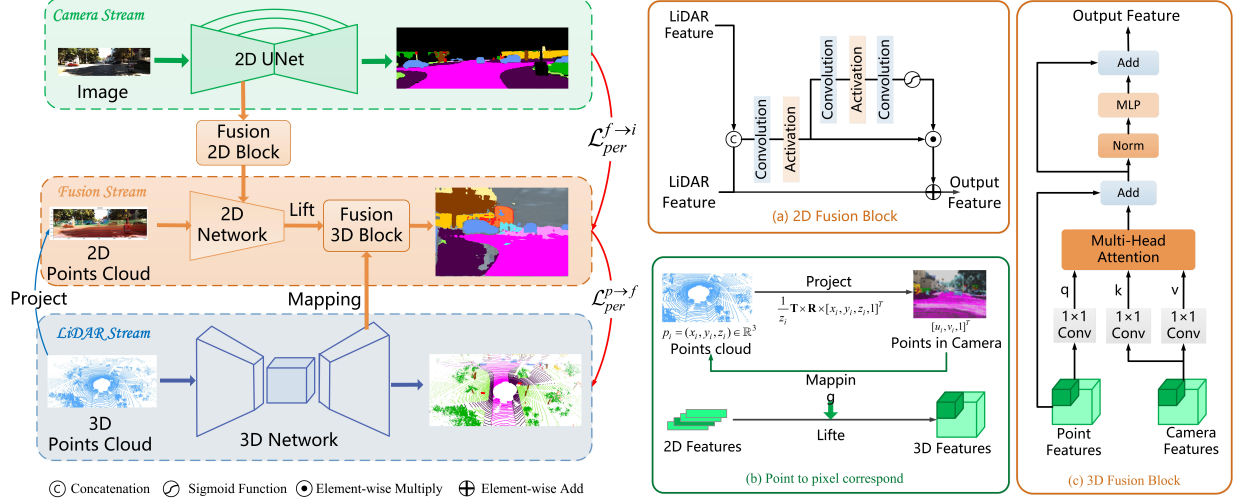 Camera Stream
Image
2D UNet
Fusion
2D Block
Fusion Stream
2D
Points Cloud
2D
Network
Lift
Fusion
3D Block
Project
Mapping
LiDAR Stream
3D
Points Cloud
3D Network
ℒ_{per}^{f→i}
ℒ_{per}^{p→f}
C Concatenation
Sigmoid Function
Element-wise Multiply
Element-wise Add
LiDAR
Feature
C
Convolution
Activation
Convolution
Activation
Convolution
LiDAR
Feature
Output
Feature
(a) 2D Fusion Block
Project
1/z_i T×R×[x_i, y_i, z_i, 1]^T
p_i = (x_i, y_i, z_i) ∈ ℝ^3
Points cloud
[u_i, v_i, 1]^T
Points in Camera
Mappin
g
2D Features
Lifte
3D Features
(b) Point to pixel correspond
Output Feature
Add
MLP
Norm
Add
Multi-Head
Attention
q
k
v
1×1
Conv
1×1
Conv
1×1
Conv
Point
Features
Camera
Features
(c) 3D Fusion Block